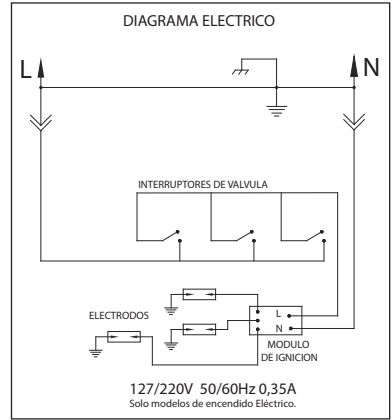 DIAGRAMA ELECTRICO
L
N
INTERRUPTORES DE VALVULA
ELECTRODOS
L
N
MODULO
DE IGNICION
127/220V 50/60Hz 0,35A
Solo modelos de encendido Eléctrico.